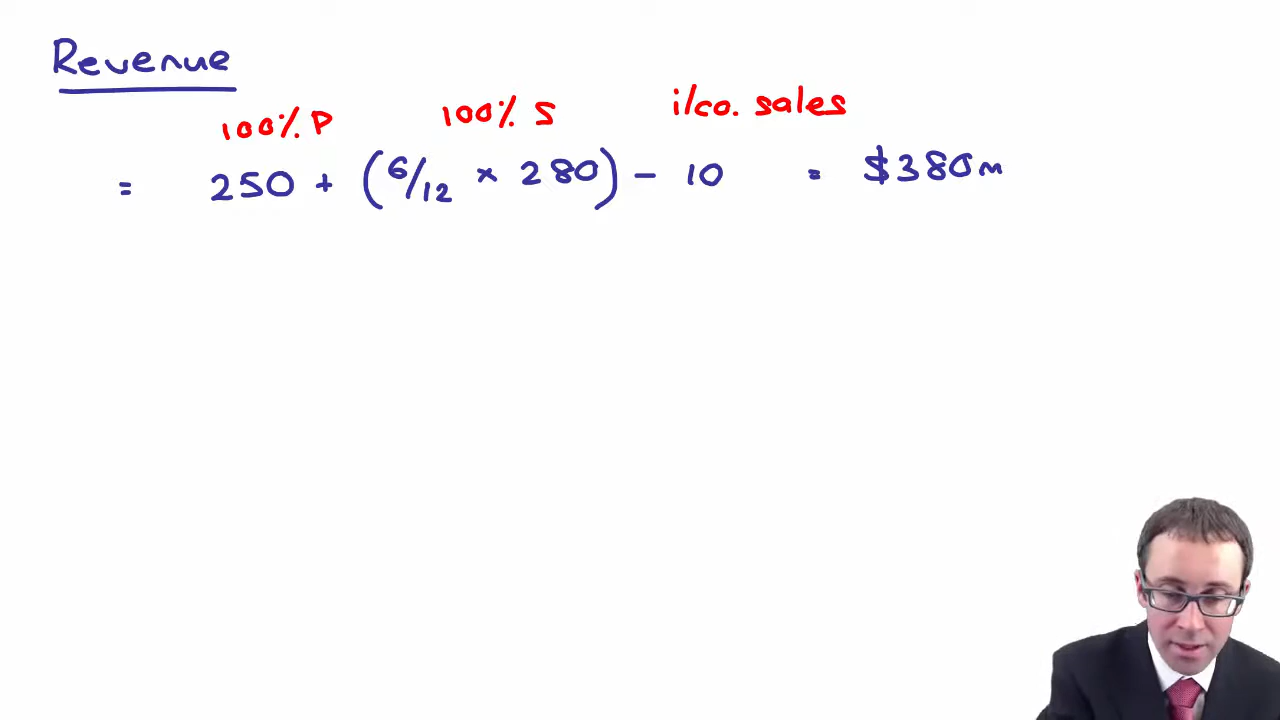 Revenue
100% P 100% S i/co. sales
= 250 + (6/12 × 280) - 10 = $380m